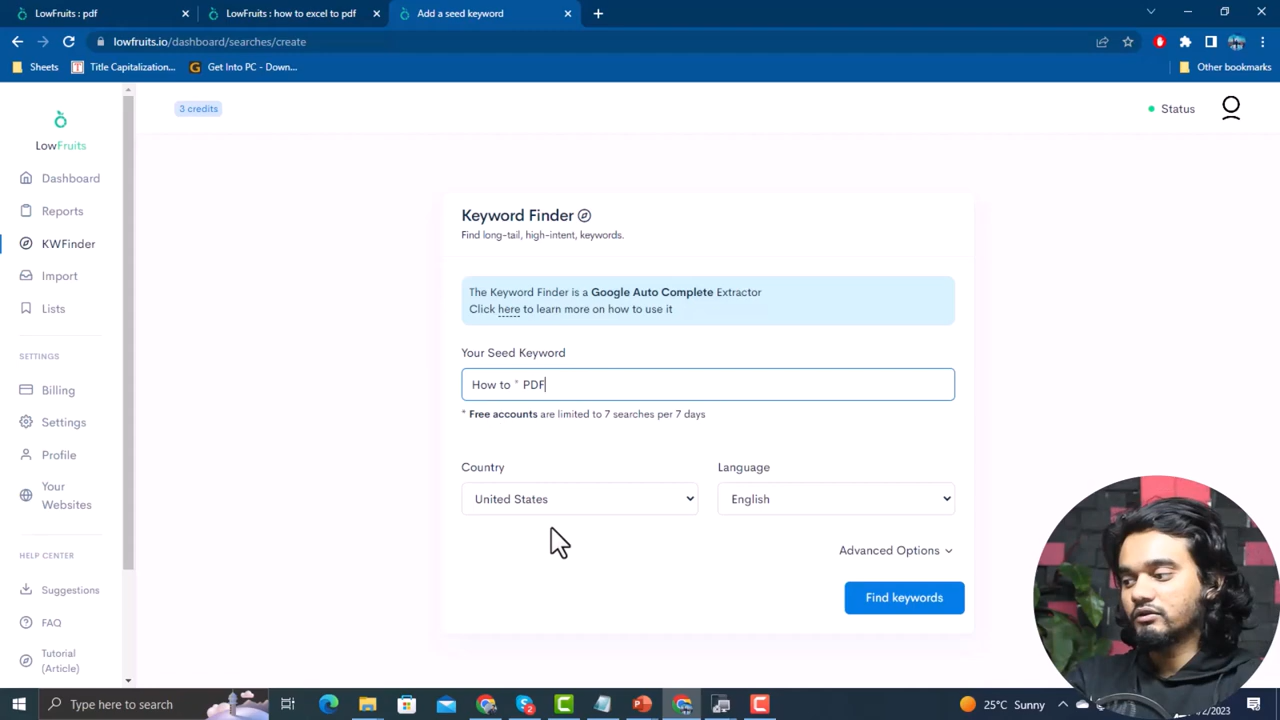 LowFruits : pdf
LowFruits : how to excel to pdf
Add a seed keyword
lowfruits.io/dashboard/searches/create
Sheets
Title Capitalization...
Get Into PC - Down...
Other bookmarks
LowFruits
3 credits
Status
Dashboard
Reports
KWFinder
Import
Lists
SETTINGS
Billing
Settings
Profile
Your
Websites
HELP CENTER
Suggestions
FAQ
Tutorial
(Article)
Keyword Finder
Find long-tail, high-intent, keywords.
The Keyword Finder is a Google Auto Complete Extractor
Click here to learn more on how to use it
Your Seed Keyword
How to * PDF
* Free accounts are limited to 7 searches per 7 days
Country
Language
United States
English
Advanced Options
Find keywords
Type here to search
25°C Sunny
/2/2023